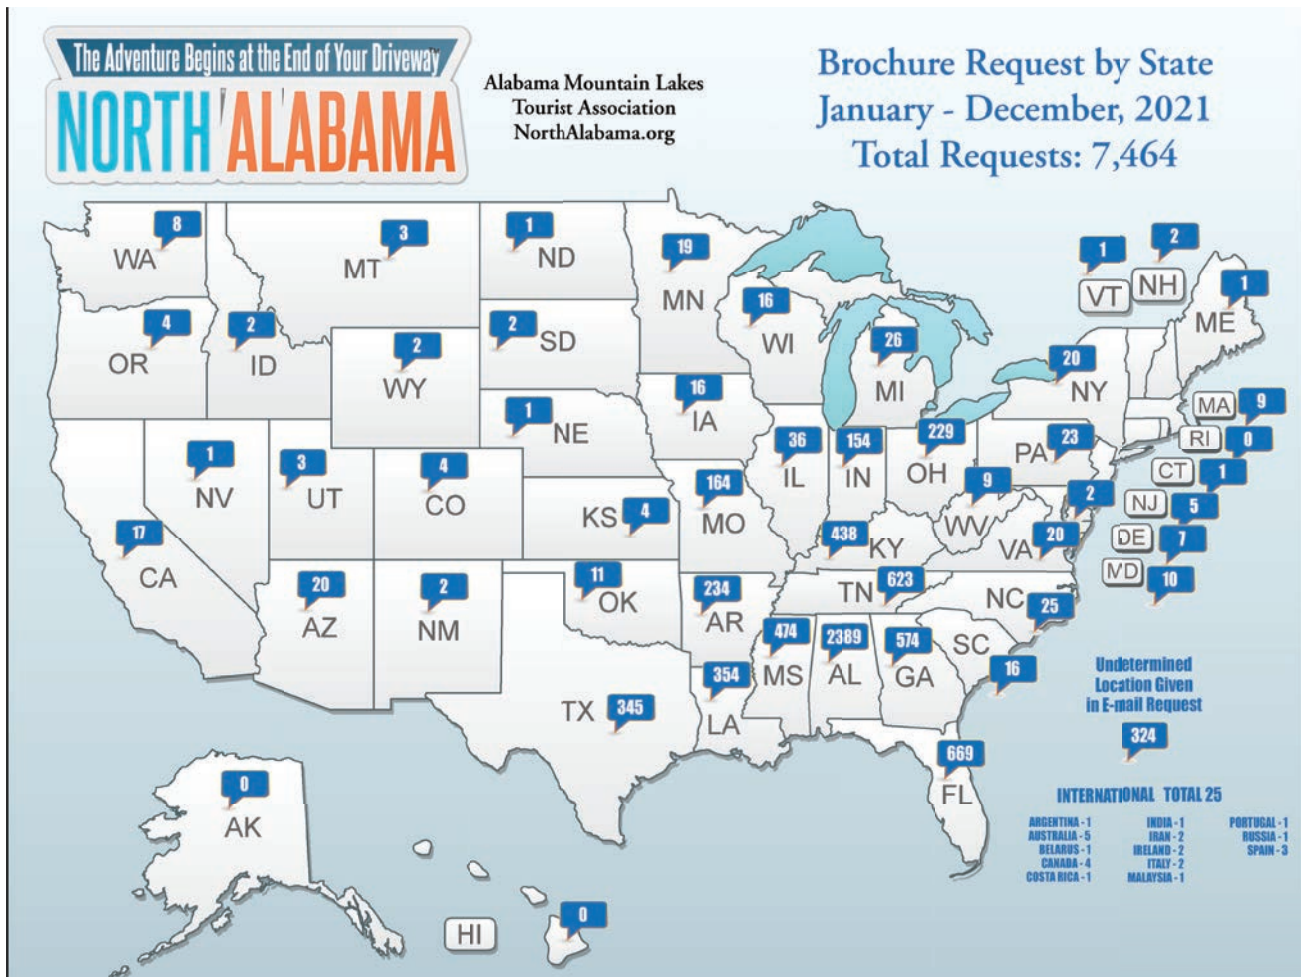 The Adventure Begins at the End of Your Driveway™
NORTH ALABAMA
Alabama Mountain Lakes
Tourist Association
NorthAlabama.org
Brochure Request by State
January - December, 2021
Total Requests: 7,464
8
WA
3
MT
1
ND
19
MN
1
VT
2
NH
1
ME
4
OR
2
ID
2
WY
2
SD
16
WI
26
MI
20
NY
MA
9
1
NE
16
IA
36
IL
154
IN
229
OH
PA
23
RI
0
1
NV
3
UT
4
CO
KS
4
164
MO
9
WV
2
CT
1
NJ
5
17
CA
438
KY
VA
20
DE
7
MD
10
20
AZ
2
NM
11
OK
234
AR
TN
623
NC
25
474
MS
2389
AL
574
GA
SC
16
TX
345
354
LA
Undetermined
Location Given
in E-mail Request
324
669
FL
0
AK
HI
0
INTERNATIONAL TOTAL 25
ARGENTINA - 1
AUSTRALIA - 5
BELARUS - 1
CANADA - 4
COSTA RICA - 1
INDIA - 1
IRAN - 2
IRELAND - 2
ITALY - 2
MALAYSIA - 1
PORTUGAL - 1
RUSSIA - 1
SPAIN - 3